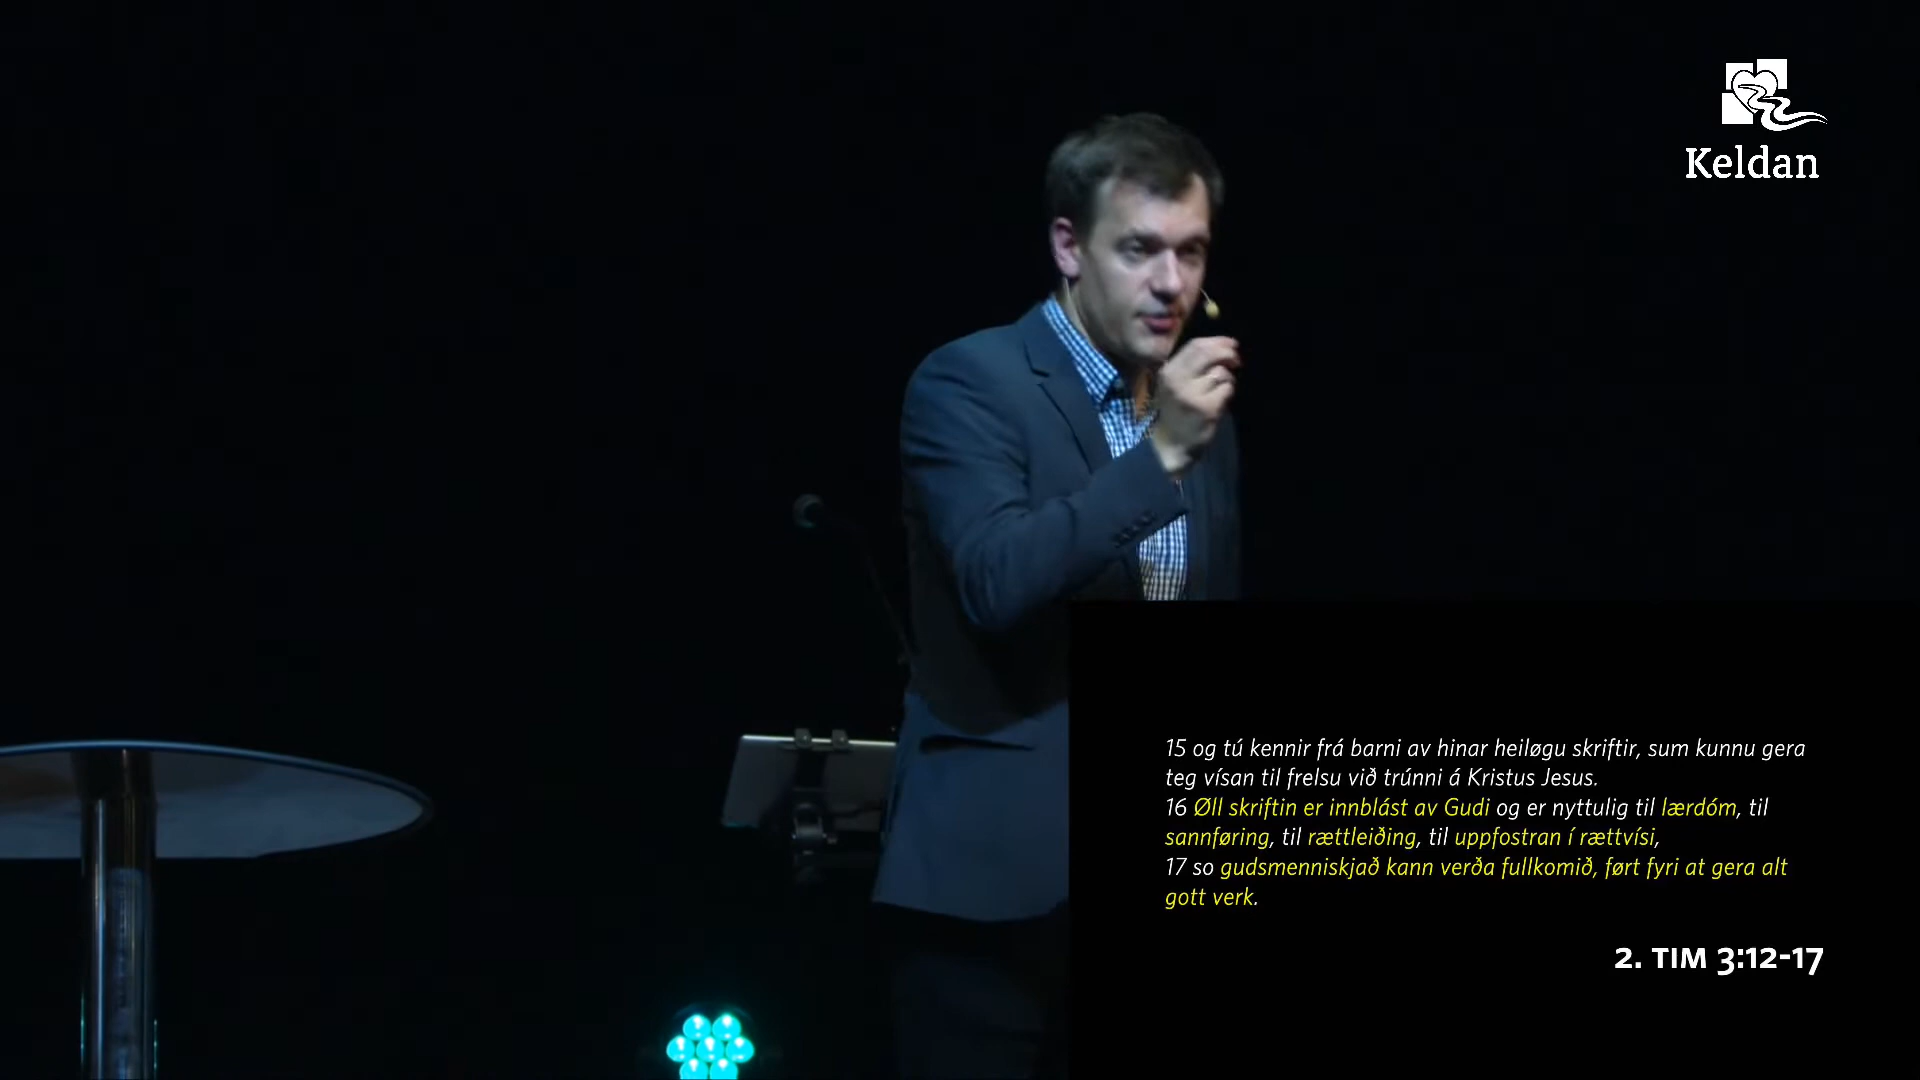 Keldan
15 og tú kennir frá barni av hinar heiløgu skriftir, sum kunnu gera
teg vísan til frelsu við trúnni á Kristus Jesus.
16 Øll skriftin er innblást av Gudi og er nyttulig til lærdóm, til
sannføring, til rættleiðing, til uppfostran í rættvísi,
17 so gudsmenniskjað kann verða fullkomið, ført fyri at gera alt
gott verk.
2. TIM 3:12-17